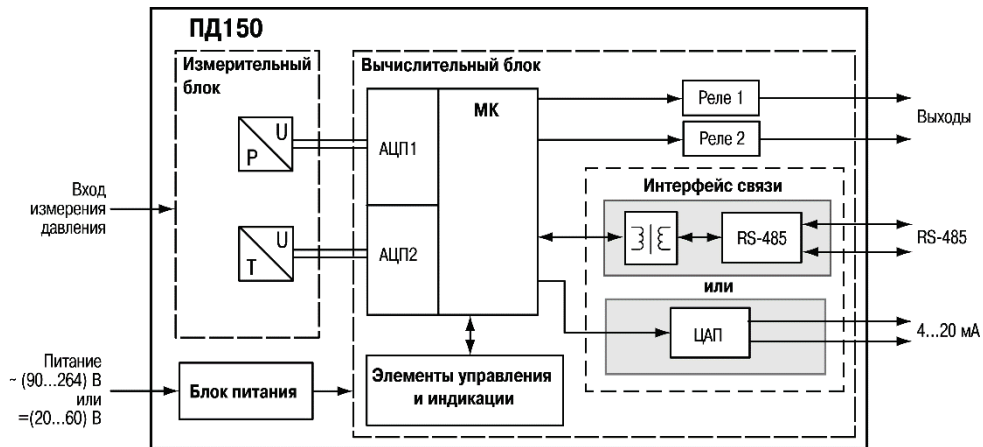 ПД150
Измерительный
блок
Вычислительный блок
U
P
U
T
АЦП1
АЦП2
МК
Реле 1
Реле 2
Выходы
Вход
измерения
давления
Интерфейс связи
RS-485
RS-485
или
ЦАП
4...20 мА
Питание
~ (90...264) В
или
=(20...60) В
Блок питания
Элементы управления
и индикации